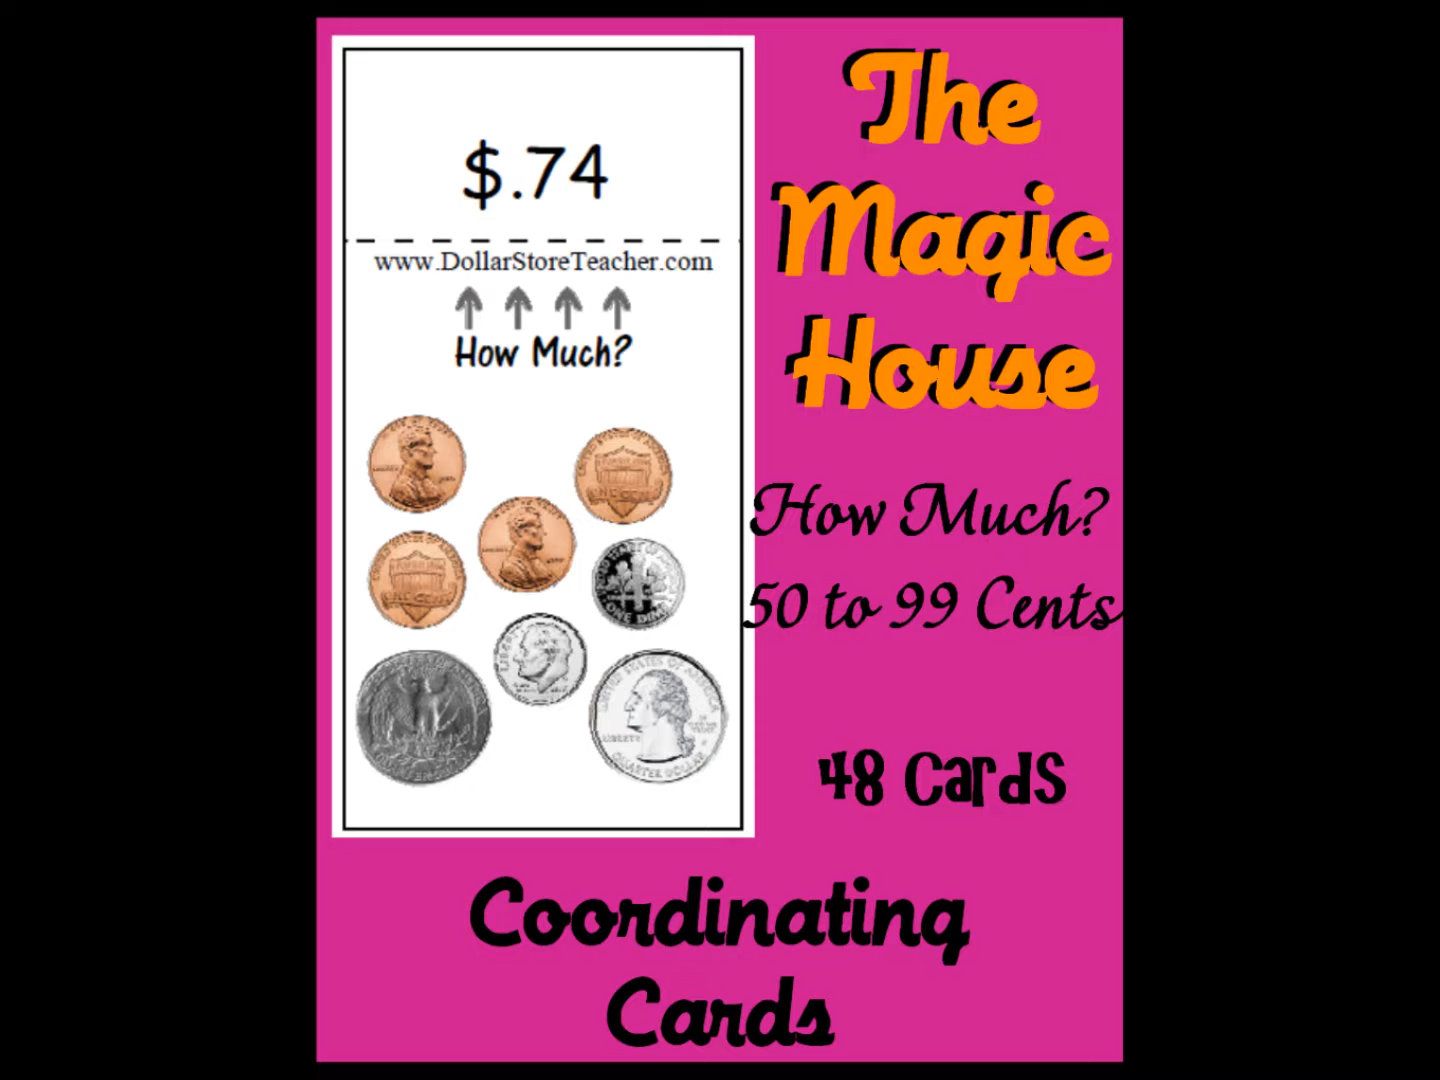 $.74
www.DollarStoreTeacher.com
How Much?
The
Magic
House
How Much?
50 to 99 Cents
48 Cards
Coordinating
Cards